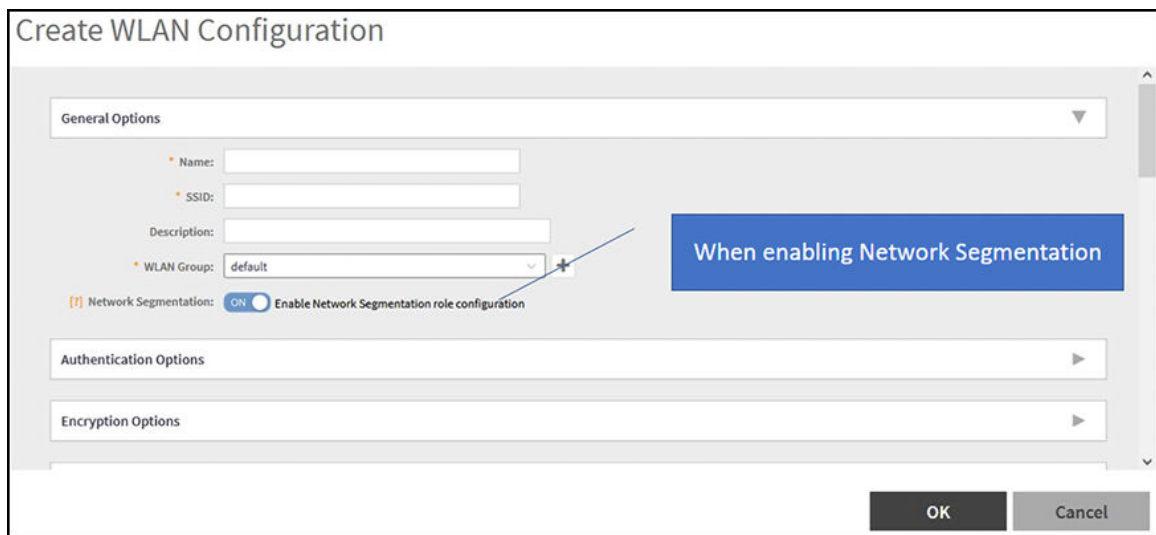 Create WLAN Configuration
General Options
* Name:
* SSID:
Description:
* WLAN Group: default
[?] Network Segmentation: ON Enable Network Segmentation role configuration
When enabling Network Segmentation
Authentication Options
Encryption Options
OK Cancel